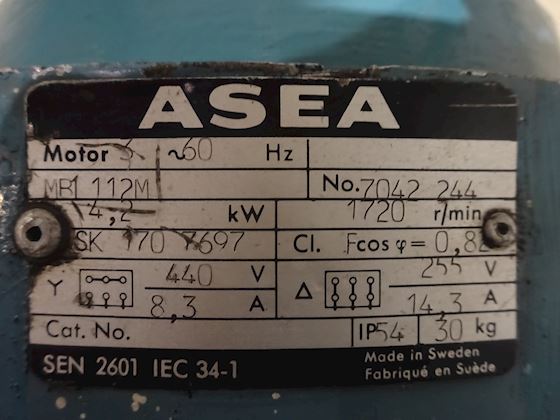 ASEA
Motor 3 ~60 Hz
MBT 112M No. 7042 244
4,2 kW 1720 r/min
SK 170 7697 Cl. F cos φ = 0,82
Y 440 V Δ 255 V
8,3 A 14,3 A
Cat. No. IP54 30 kg
SEN 2601 IEC 34-1
Made in Sweden
Fabriqué en Suède